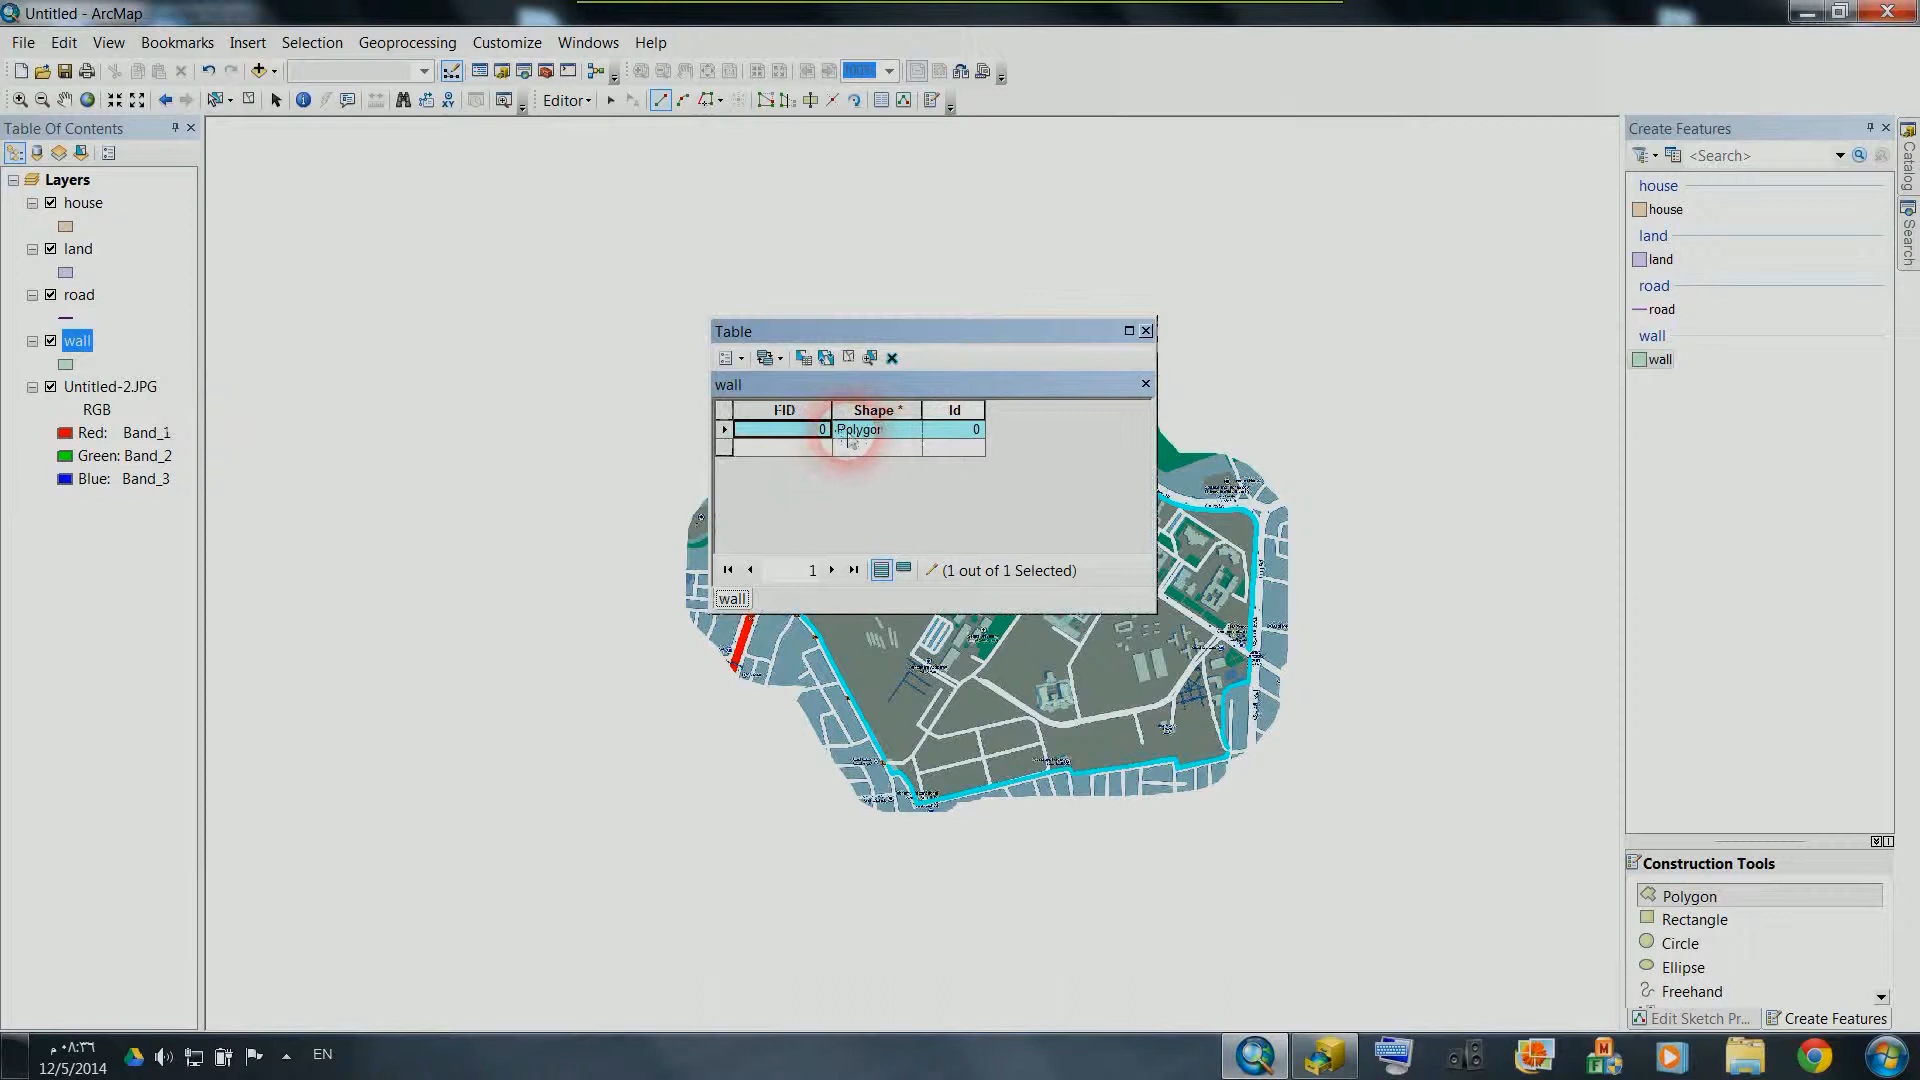 Untitled - ArcMap
File Edit View Bookmarks Insert Selection Geoprocessing Customize Windows Help
100%
Editor
Table Of Contents
Layers
house
land
road
wall
Untitled-2.JPG
RGB
Red: Band_1
Green: Band_2
Blue: Band_3
Table
wall
FID Shape * Id
0 Polygon 0
1 (1 out of 1 Selected)
wall
Create Features
<Search>
house
house
land
land
road
road
wall
wall
Construction Tools
Polygon
Rectangle
Circle
Ellipse
Freehand
Edit Sketch Pr...
Create Features
Catalog
Search
٠٨:٣٦ م
12/5/2014
EN